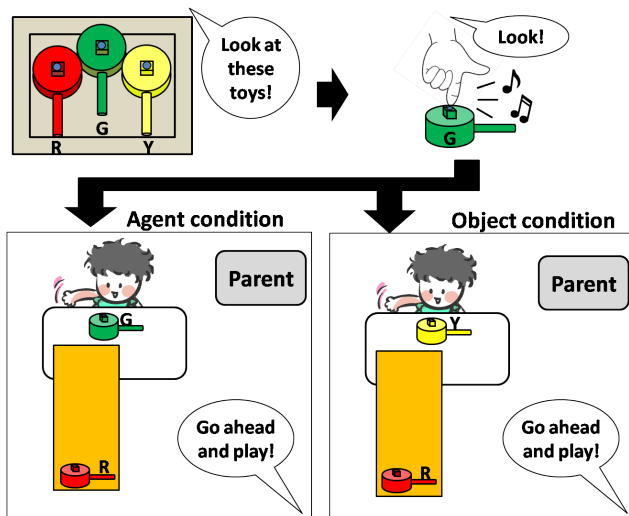 Look at
these
toys!
R
G
Y
Look!
G
Agent condition
Parent
G
R
Go ahead
and play!
Object condition
Parent
Y
R
Go ahead
and play!